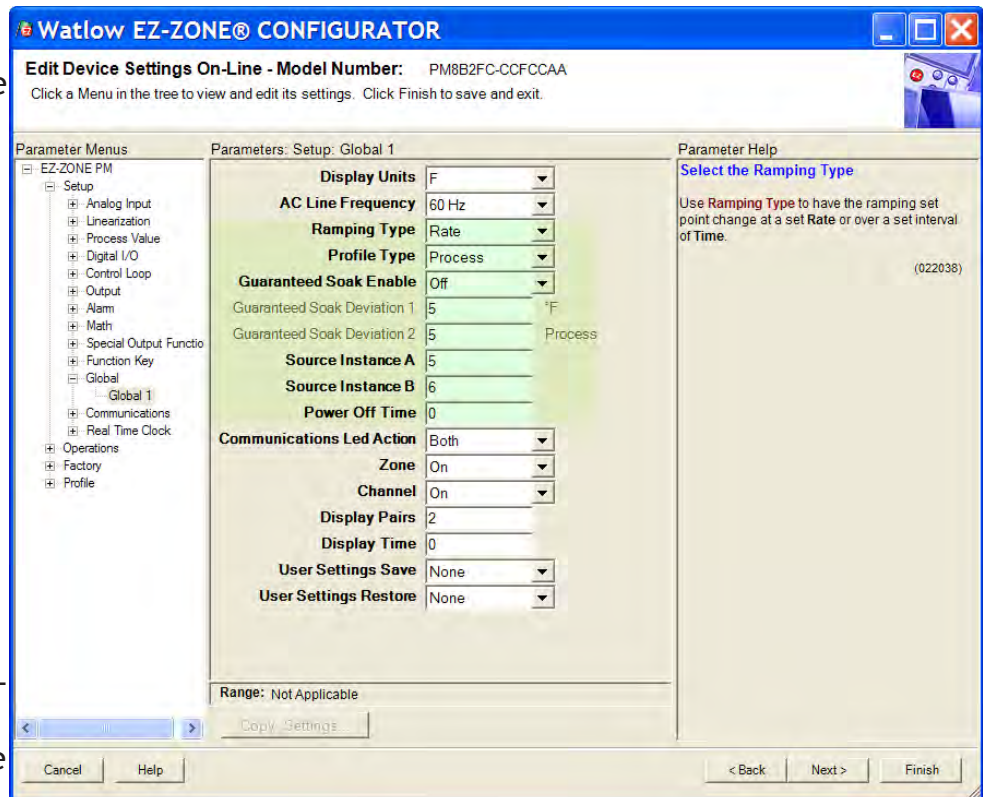 Watlow EZ-ZONE® CONFIGURATOR
Edit Device Settings On-Line - Model Number: PM8B2FC-CCFCCAA
Click a Menu in the tree to view and edit its settings. Click Finish to save and exit.
Parameter Menus
EZ-ZONE PM
Setup
Analog Input
Linearization
Process Value
Digital I/O
Control Loop
Output
Alarm
Math
Special Output Functio
Function Key
Global
Global 1
Communications
Real Time Clock
Operations
Factory
Profile
Parameters: Setup: Global 1
Display Units F
AC Line Frequency 60 Hz
Ramping Type Rate
Profile Type Process
Guaranteed Soak Enable Off
Guaranteed Soak Deviation 1 5 °F
Guaranteed Soak Deviation 2 5 Process
Source Instance A 5
Source Instance B 6
Power Off Time 0
Communications Led Action Both
Zone On
Channel On
Display Pairs 2
Display Time 0
User Settings Save None
User Settings Restore None
Range: Not Applicable
Copy Settings...
Parameter Help
Select the Ramping Type
Use Ramping Type to have the ramping set
point change at a set Rate or over a set interval
of Time.
(022038)
Cancel Help < Back Next > Finish